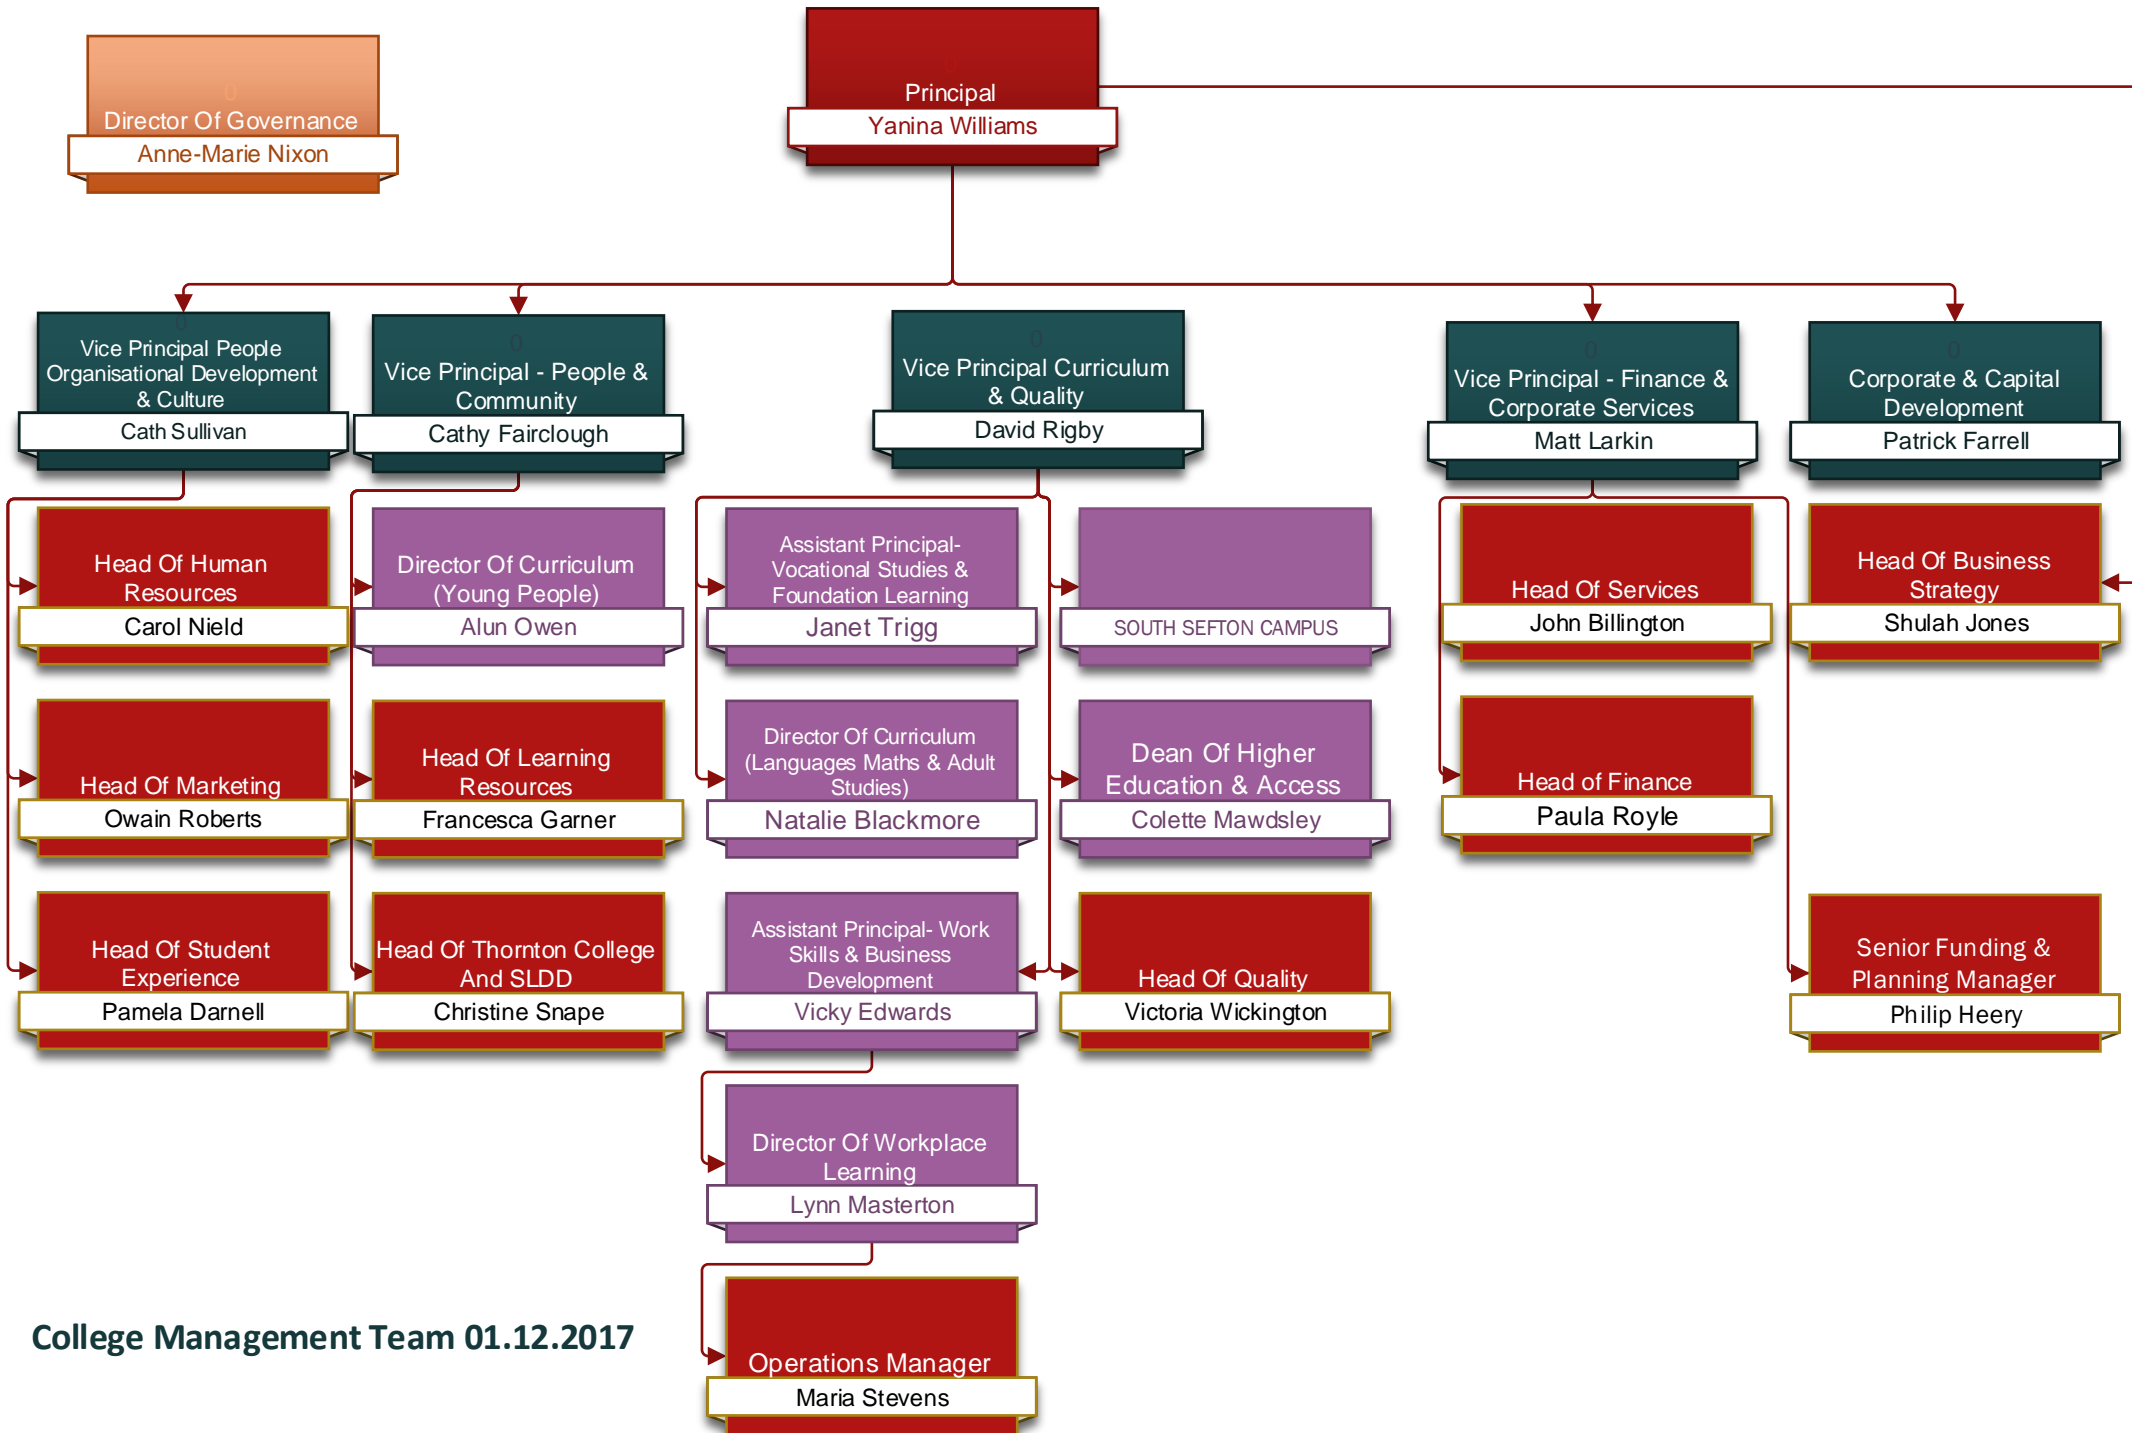 0
Director Of Governance
Anne-Marie Nixon
0
Principal
Yanina Williams
0
Vice Principal People
Organisational Development
& Culture
Cath Sullivan
0
Vice Principal - People &
Community
Cathy Fairclough
0
Vice Principal Curriculum
& Quality
David Rigby
0
Vice Principal - Finance &
Corporate Services
Matt Larkin
0
Corporate & Capital
Development
Patrick Farrell
Head Of Human
Resources
Carol Nield
Director Of Curriculum
(Young People)
Alun Owen
Assistant Principal-
Vocational Studies &
Foundation Learning
Janet Trigg
SOUTH SEFTON CAMPUS
Head Of Services
John Billington
Head Of Business
Strategy
Shulah Jones
Head Of Marketing
Owain Roberts
Head Of Learning
Resources
Francesca Garner
Director Of Curriculum
(Languages Maths & Adult
Studies)
Natalie Blackmore
Dean Of Higher
Education & Access
Colette Mawdsley
Head of Finance
Paula Royle
Head Of Student
Experience
Pamela Darnell
Head Of Thornton College
And SLDD
Christine Snape
Assistant Principal- Work
Skills & Business
Development
Vicky Edwards
Head Of Quality
Victoria Wickington
Senior Funding &
Planning Manager
Philip Heery
Director Of Workplace
Learning
Lynn Masterton
Operations Manager
Maria Stevens
College Management Team 01.12.2017